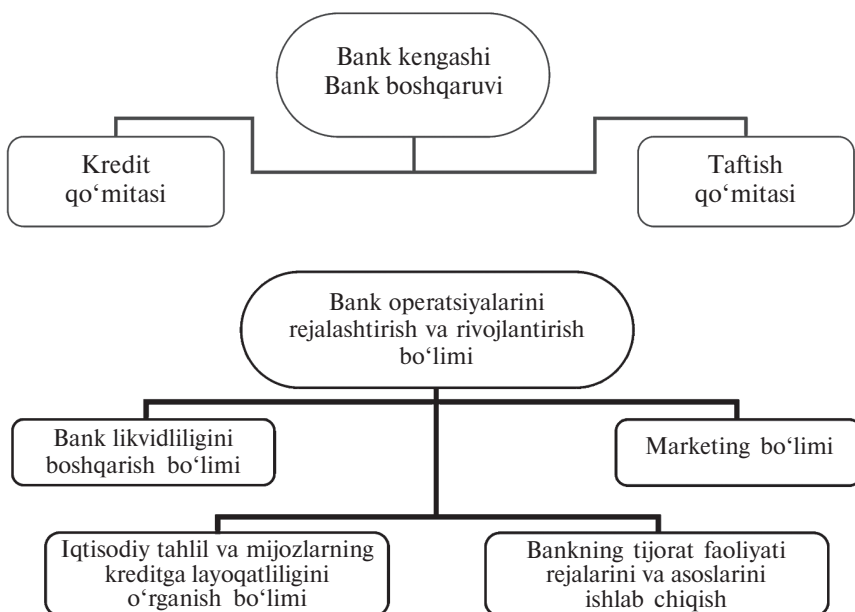 Bank kengashi
Bank boshqaruvi
Kredit
qo‘mitasi
Taftish
qo‘mitasi
Bank operatsiyalarini
rejalashtirish va rivojlantirish
bo‘limi
Bank likvidliligini
boshqarish bo‘limi
Marketing bo‘limi
Iqtisodiy tahlil va mijozlarning
kreditga layoqatliligini
o‘rganish bo‘limi
Bankning tijorat faoliyati
rejalarini va asoslarini
ishlab chiqish